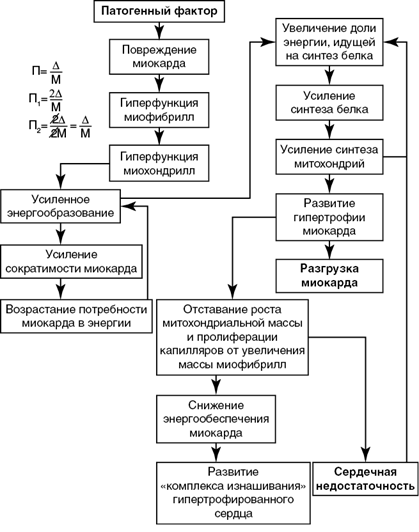 Патогенный фактор
Повреждение
миокарда
Гиперфункция
миофибрилл
Гиперфункция
миохондрилл
П= Δ/М
П₁= 2Δ/М
П₂= 2Δ/2М = Δ/М
Усиленное
энергообразование
Усиление
сократимости миокарда
Возрастание потребности
миокарда в энергии
Увеличение доли
энергии, идущей
на синтез белка
Усиление
синтеза белка
Усиление синтеза
митохондрий
Развитие
гипертрофии
миокарда
Разгрузка
миокарда
Отставание роста
митохондриальной массы
и пролиферации
капилляров от увеличения
массы миофибрилл
Снижение
энергообеспечения
миокарда
Развитие
«комплекса изнашивания»
гипертрофированного
сердца
Сердечная
недостаточность